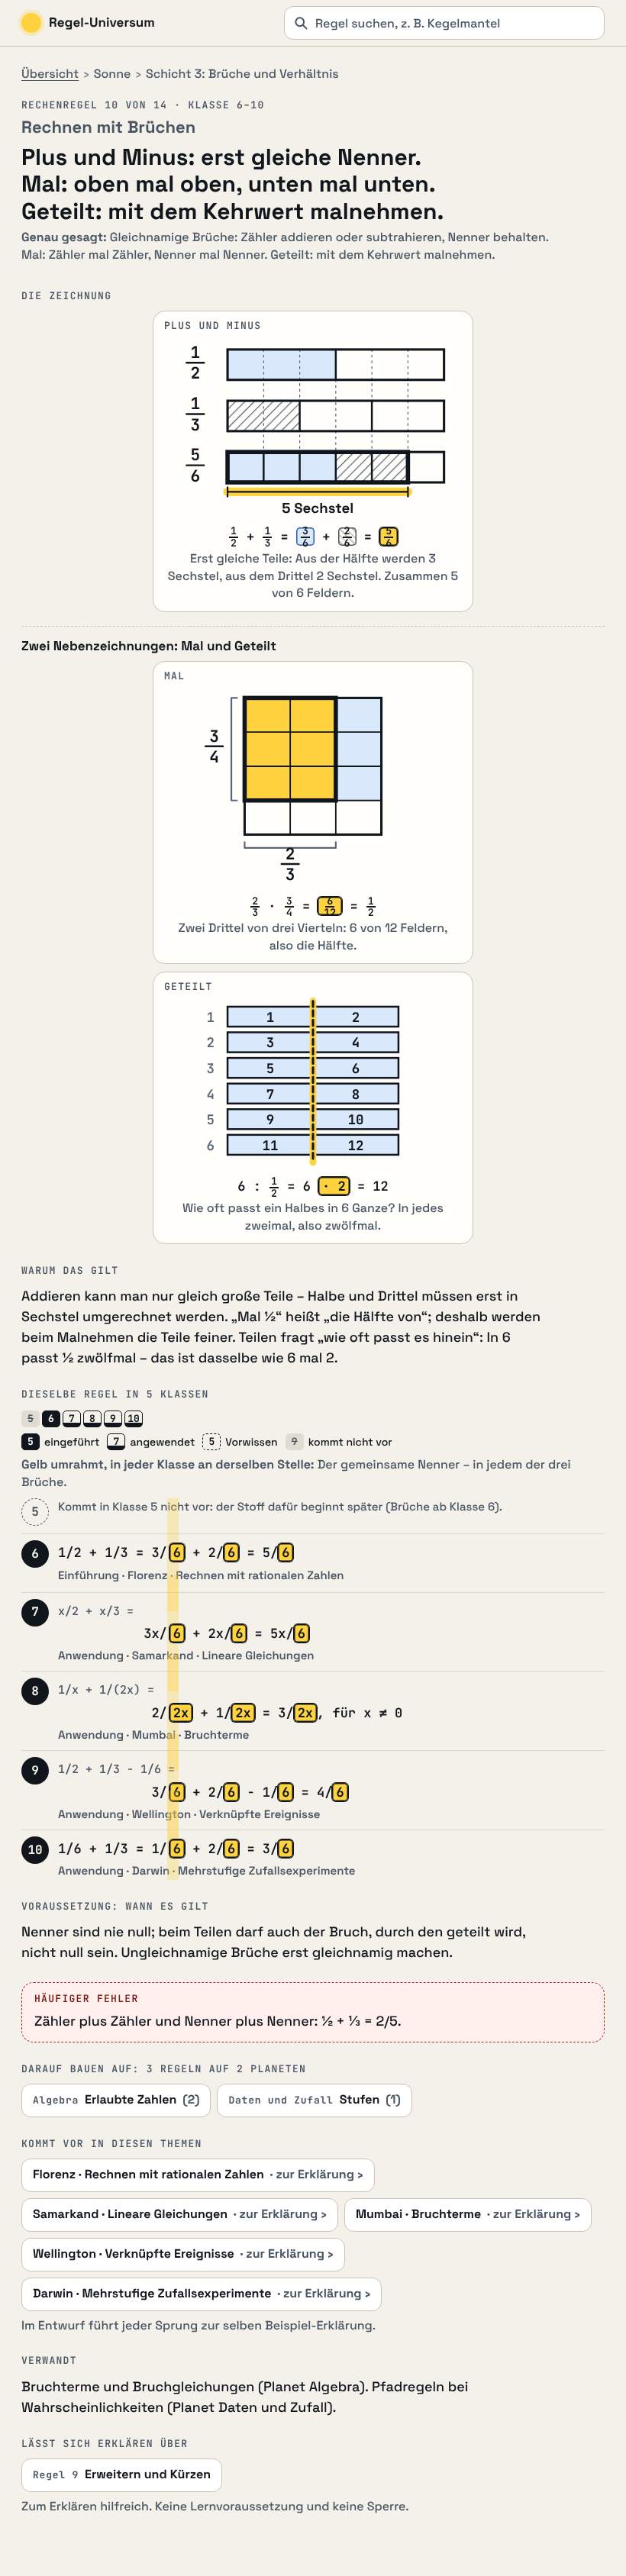 Regel-Universum
Regel suchen, z. B. Kegelmantel
Übersicht > Sonne > Schicht 3: Brüche und Verhältnis
RECHENREGEL 10 VON 14 · KLASSE 6–10
Rechnen mit Brüchen
Plus und Minus: erst gleiche Nenner.
Mal: oben mal oben, unten mal unten.
Geteilt: mit dem Kehrwert malnehmen.
Genau gesagt: Gleichnamige Brüche: Zähler addieren oder subtrahieren, Nenner behalten.
Mal: Zähler mal Zähler, Nenner mal Nenner. Geteilt: mit dem Kehrwert malnehmen.
DIE ZEICHNUNG
PLUS UND MINUS
1/2
1/3
5/6
5 Sechstel
1/2 + 1/3 = 3/6 + 2/6 = 5/6
Erst gleiche Teile: Aus der Hälfte werden 3
Sechstel, aus dem Drittel 2 Sechstel. Zusammen 5
von 6 Feldern.
Zwei Nebenzeichnungen: Mal und Geteilt
MAL
3/4
2/3
2/3 · 3/4 = 6/12 = 1/2
Zwei Drittel von drei Vierteln: 6 von 12 Feldern,
also die Hälfte.
GETEILT
1 1 2
2 3 4
3 5 6
4 7 8
5 9 10
6 11 12
6 : 1/2 = 6 · 2 = 12
Wie oft passt ein Halbes in 6 Ganze? In jedes
zweimal, also zwölfmal.
WARUM DAS GILT
Addieren kann man nur gleich große Teile – Halbe und Drittel müssen erst in
Sechstel umgerechnet werden. „Mal ½“ heißt „die Hälfte von“; deshalb werden
beim Malnehmen die Teile feiner. Teilen fragt „wie oft passt es hinein“: In 6
passt ½ zwölfmal – das ist dasselbe wie 6 mal 2.
DIESELBE REGEL IN 5 KLASSEN
5 6 7 8 9 10
5 eingeführt 7 angewendet 5 Vorwissen 9 kommt nicht vor
Gelb umrahmt, in jeder Klasse an derselben Stelle: Der gemeinsame Nenner – in jedem der drei
Brüche.
5 Kommt in Klasse 5 nicht vor: der Stoff dafür beginnt später (Brüche ab Klasse 6).
6 1/2 + 1/3 = 3/6 + 2/6 = 5/6
Einführung · Florenz · Rechnen mit rationalen Zahlen
7 x/2 + x/3 =
3x/6 + 2x/6 = 5x/6
Anwendung · Samarkand · Lineare Gleichungen
8 1/x + 1/(2x) =
2/2x + 1/2x = 3/2x, für x ≠ 0
Anwendung · Mumbai · Bruchterme
9 1/2 + 1/3 - 1/6 =
3/6 + 2/6 - 1/6 = 4/6
Anwendung · Wellington · Verknüpfte Ereignisse
10 1/6 + 1/3 = 1/6 + 2/6 = 3/6
Anwendung · Darwin · Mehrstufige Zufallsexperimente
VORAUSSETZUNG: WANN ES GILT
Nenner sind nie null; beim Teilen darf auch der Bruch, durch den geteilt wird,
nicht null sein. Ungleichnamige Brüche erst gleichnamig machen.
HÄUFIGER FEHLER
Zähler plus Zähler und Nenner plus Nenner: ½ + ⅓ = 2/5.
DARAUF BAUEN AUF: 3 REGELN AUF 2 PLANETEN
Algebra Erlaubte Zahlen (2) Daten und Zufall Stufen (1)
KOMMT VOR IN DIESEN THEMEN
Florenz · Rechnen mit rationalen Zahlen · zur Erklärung >
Samarkand · Lineare Gleichungen · zur Erklärung > Mumbai · Bruchterme · zur Erklärung >
Wellington · Verknüpfte Ereignisse · zur Erklärung >
Darwin · Mehrstufige Zufallsexperimente · zur Erklärung >
Im Entwurf führt jeder Sprung zur selben Beispiel-Erklärung.
VERWANDT
Bruchterme und Bruchgleichungen (Planet Algebra). Pfadregeln bei
Wahrscheinlichkeiten (Planet Daten und Zufall).
LÄSST SICH ERKLÄREN ÜBER
Regel 9 Erweitern und Kürzen
Zum Erklären hilfreich. Keine Lernvoraussetzung und keine Sperre.